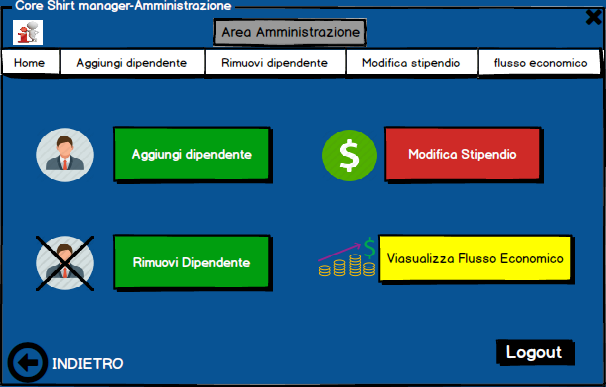 Core Shirt manager-Amministrazione
Area Amministrazione
Home Aggiungi dipendente Rimuovi dipendente Modifica stipendio flusso economico
Aggiungi dipendente
Modifica Stipendio
Rimuovi Dipendente
Viasualizza Flusso Economico
INDIETRO
Logout